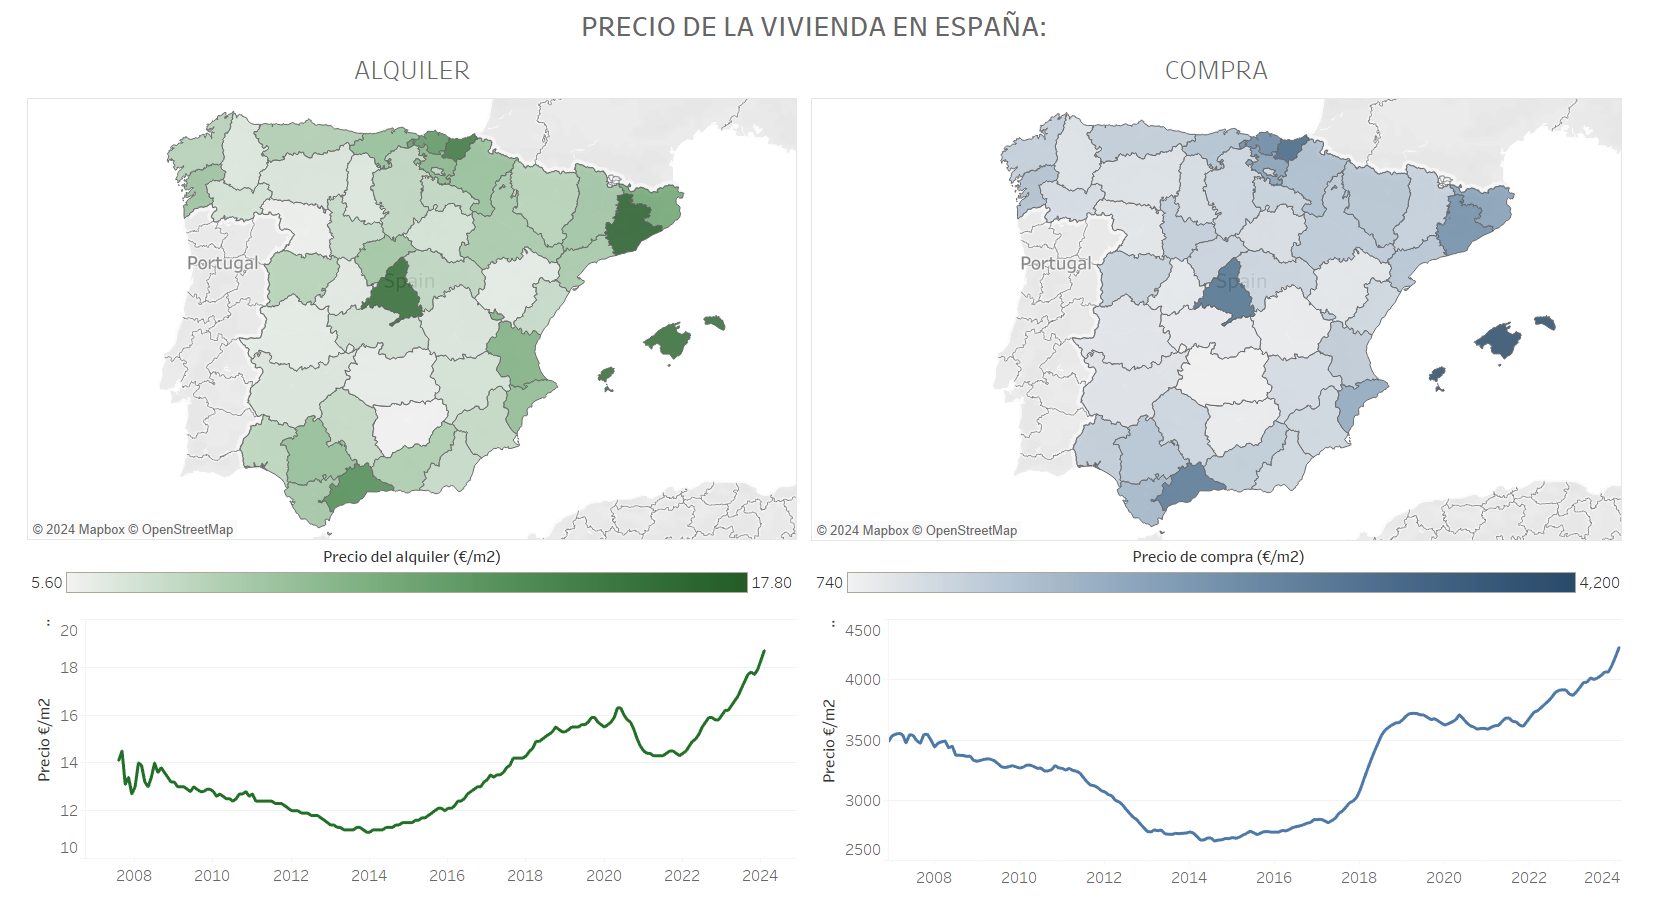 PRECIO DE LA VIVIENDA EN ESPAÑA:
ALQUILER
COMPRA
Portugal
Spain
© 2024 Mapbox © OpenStreetMap
Portugal
Spain
© 2024 Mapbox © OpenStreetMap
Precio del alquiler (€/m2)
5.60
17.80
Precio de compra (€/m2)
740
4,200
:
Precio €/m2
20
18
16
14
12
10
2008 2010 2012 2014 2016 2018 2020 2022 2024
:
Precio €/m2
4500
4000
3500
3000
2500
2008 2010 2012 2014 2016 2018 2020 2022 2024